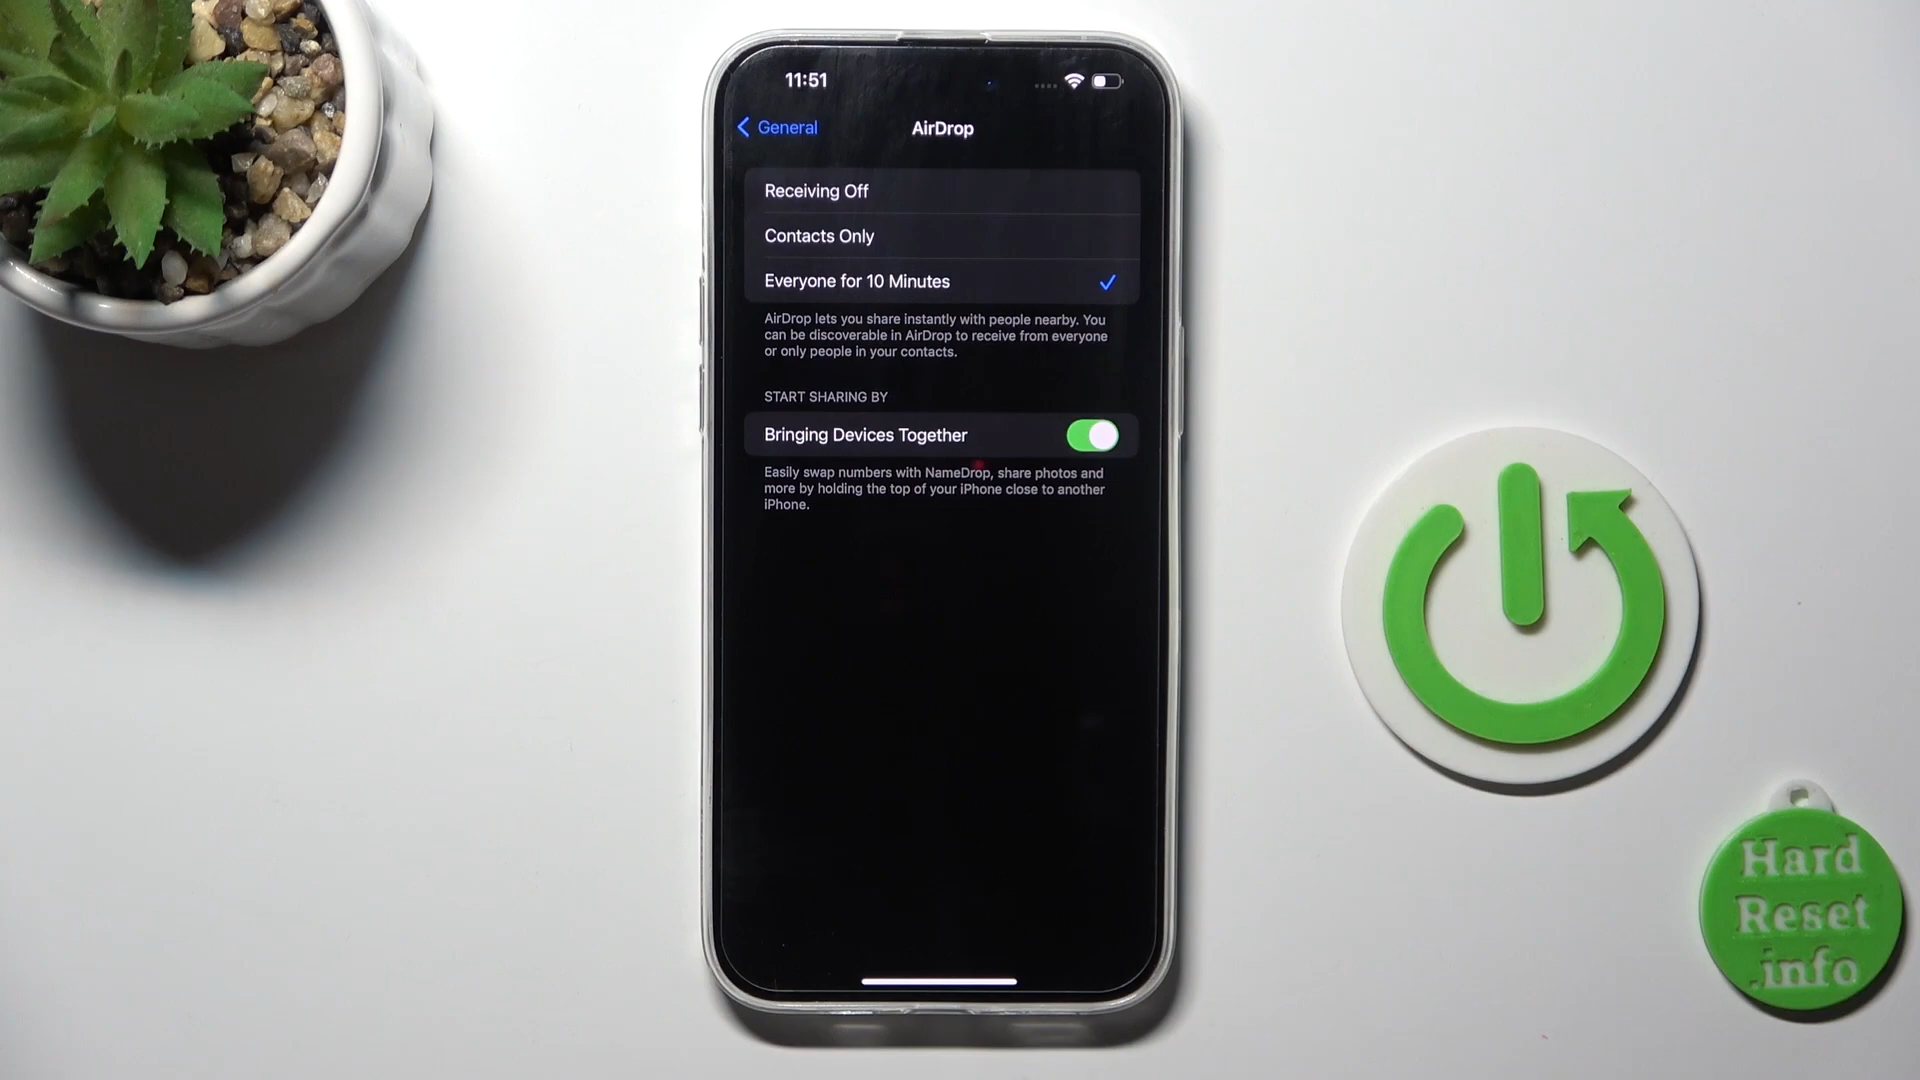 11:51
General
AirDrop
Receiving Off
Contacts Only
Everyone for 10 Minutes
AirDrop lets you share instantly with people nearby. You
can be discoverable in AirDrop to receive from everyone
or only people in your contacts.
START SHARING BY
Bringing Devices Together
Easily swap numbers with NameDrop, share photos and
more by holding the top of your iPhone close to another
iPhone.
Hard
Reset
.info